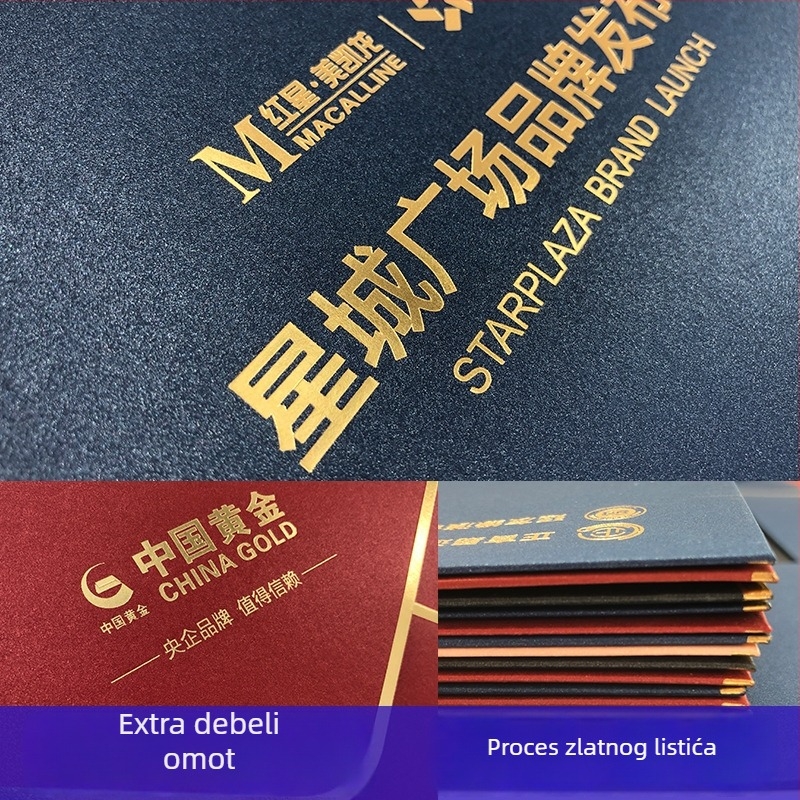 M 红星·美凯龙
MACALLINE
星城广场品牌发布
STARPLAZA BRAND LAUNCH
中国黄金
CHINA GOLD
中国黄金
央企品牌 值得信赖
Extra debeli
omot
Proces zlatnog listića